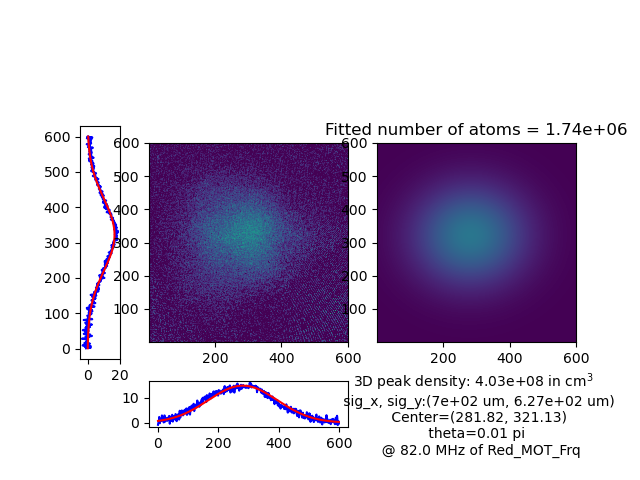 Fitted number of atoms = 1.74e+06
600
500
400
300
200
100
0
0 20
600
500
400
300
200
100
200 400 600
600
500
400
300
200
100
200 400 600
10
0
0 200 400 600
3D peak density: 4.03e+08 in cm³
sig_x, sig_y:(7e+02 um, 6.27e+02 um)
Center=(281.82, 321.13)
theta=0.01 pi
@ 82.0 MHz of Red_MOT_Frq